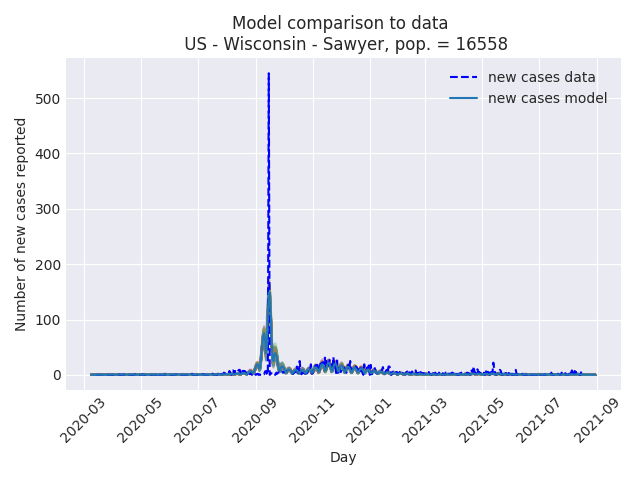 Model comparison to data
US - Wisconsin - Sawyer, pop. = 16558
new cases data
new cases model
Number of new cases reported
500
400
300
200
100
0
2020-03
2020-05
2020-07
2020-09
2020-11
2021-01
2021-03
2021-05
2021-07
2021-09
Day